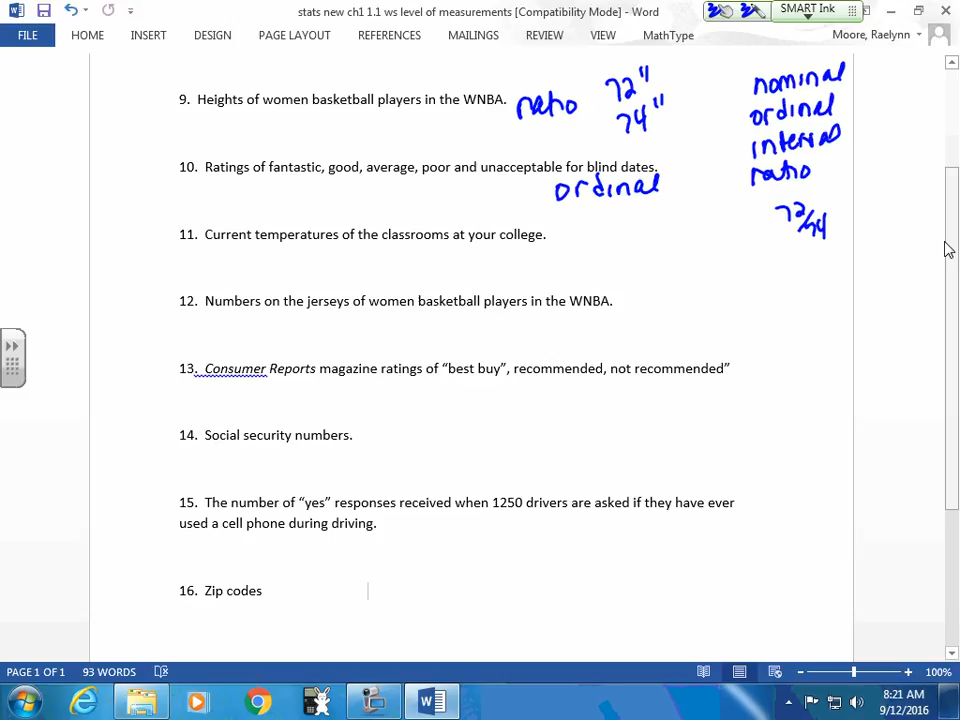 stats new ch1 1.1 ws level of measurements [Compatibility Mode] - Word
SMART Ink
FILE HOME INSERT DESIGN PAGE LAYOUT REFERENCES MAILINGS REVIEW VIEW MathType Moore, Raelynn
9. Heights of women basketball players in the WNBA. ratio 72" nominal
74" ordinal
interval
10. Ratings of fantastic, good, average, poor and unacceptable for blind dates. ratio
ordinal
72/74
11. Current temperatures of the classrooms at your college.
12. Numbers on the jerseys of women basketball players in the WNBA.
13. Consumer Reports magazine ratings of “best buy”, recommended, not recommended”
14. Social security numbers.
15. The number of “yes” responses received when 1250 drivers are asked if they have ever
used a cell phone during driving.
16. Zip codes
PAGE 1 OF 1 93 WORDS 100%
8:21 AM
9/12/2016